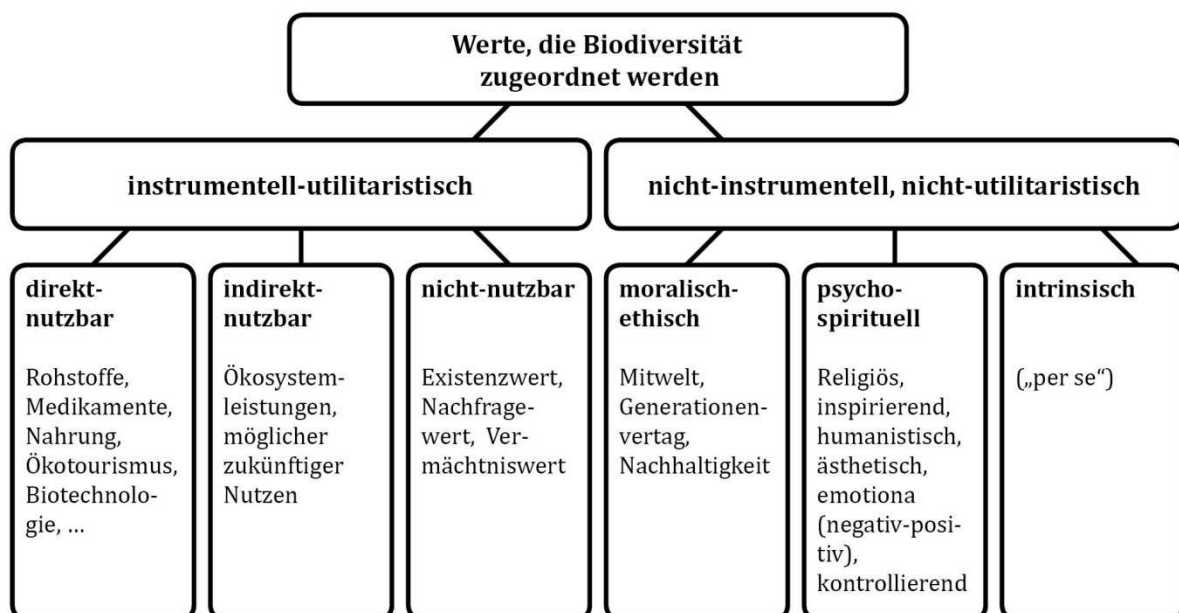 Werte, die Biodiversität
zugeordnet werden
instrumentell-utilitaristisch
nicht-instrumentell, nicht-utilitaristisch
direkt-
nutzbar
Rohstoffe,
Medikamente,
Nahrung,
Ökotourismus,
Biotechnolo-
gie, ...
indirekt-
nutzbar
Ökosystem-
leistungen,
möglicher
zukünftiger
Nutzen
nicht-nutzbar
Existenzwert,
Nachfrage-
wert, Ver-
mächtniswert
moralisch-
ethisch
Mitwelt,
Generationen-
vertag,
Nachhaltigkeit
psycho-
spirituell
Religiös,
inspirierend,
humanistisch,
ästhetisch,
emotiona
(negativ-posi-
tiv),
kontrollierend
intrinsisch
(„per se“)